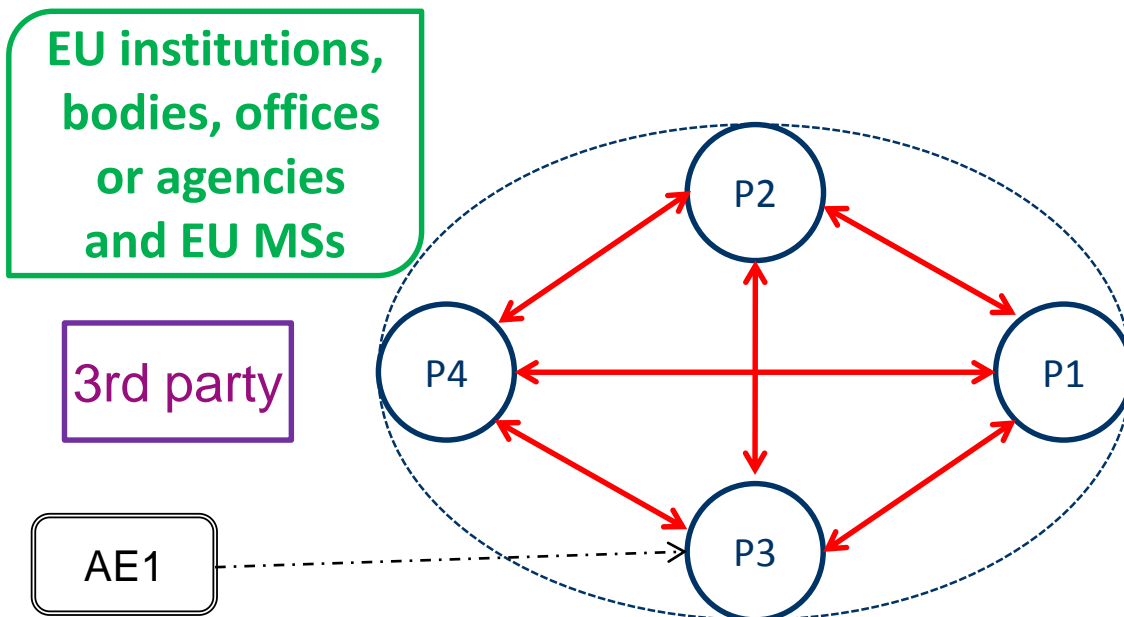 EU institutions,
bodies, offices
or agencies
and EU MSs
P2
3rd party
P4
P1
AE1
P3